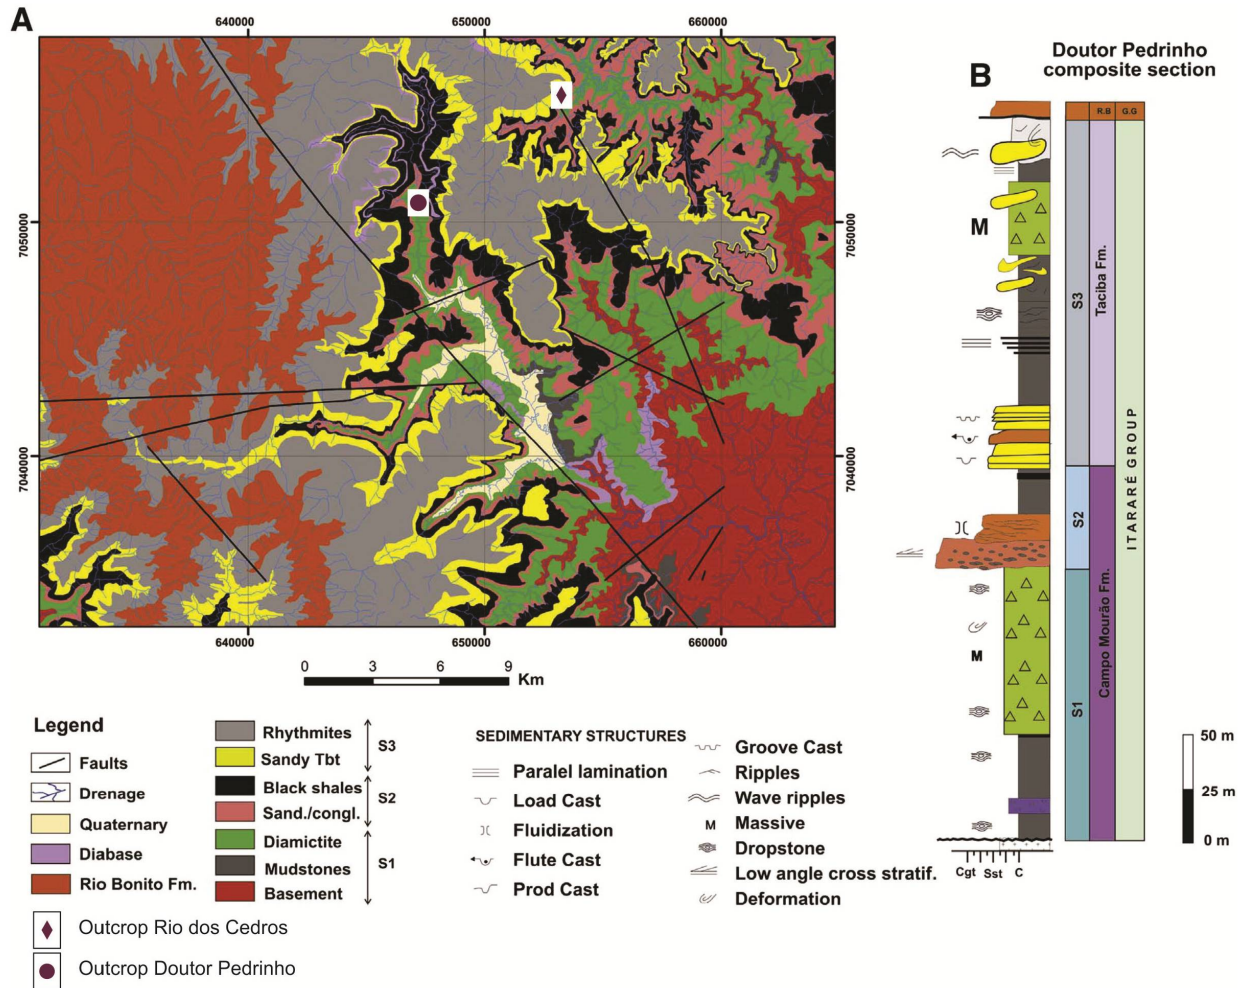 A
640000
650000
660000
7050000
7050000
7040000
7040000
640000
650000
660000
0
3
6
9
Km
Legend
Faults
Drenage
Quaternary
Diabase
Rio Bonito Fm.
Outcrop Rio dos Cedros
Outcrop Doutor Pedrinho
Rhythmites
Sandy Tbt
S3
Black shales
Sand./congl.
S2
Diamictite
Mudstones
Basement
S1
SEDIMENTARY STRUCTURES
Paralel lamination
Load Cast
Fluidization
Flute Cast
Prod Cast
Groove Cast
Ripples
Wave ripples
M
Massive
Dropstone
Low angle cross stratif.
Deformation
B
Doutor Pedrinho
composite section
R.B
G.G
M
M
S3
Taciba Fm.
S2
S1
Campo Mourão Fm.
ITARARÉ GROUP
Cgt
Sst
C
50 m
25 m
0 m